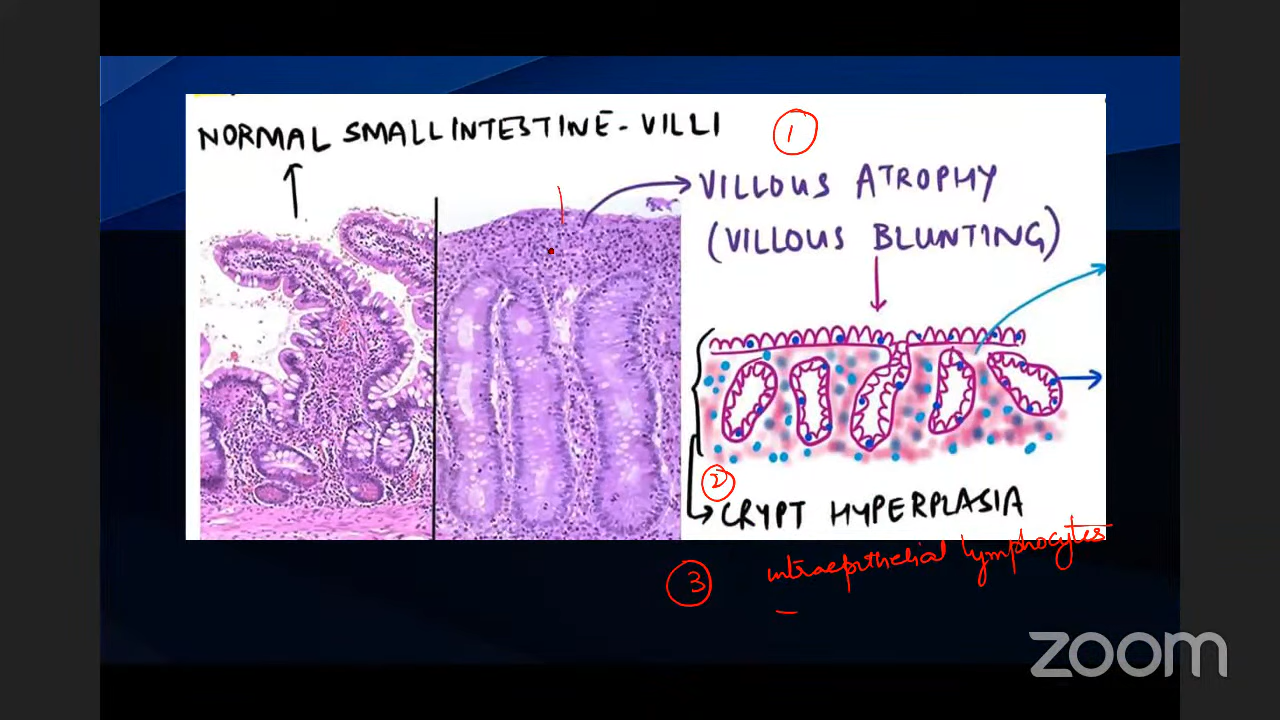 NORMAL SMALL INTESTINE - VILLI
1
VILLOUS ATROPHY
(VILLOUS BLUNTING)
2
CRYPT HYPERPLASIA
3 intraepithelial lymphocytes
zoom